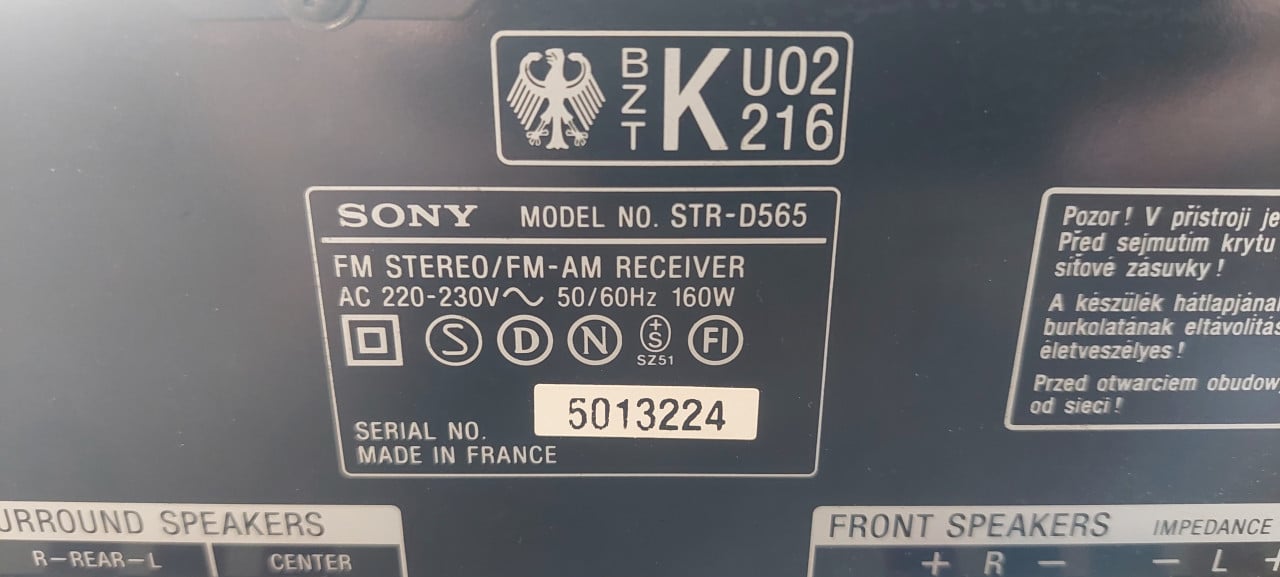 BZT K U02
216
SONY MODEL NO. STR-D565
FM STEREO/FM-AM RECEIVER
AC 220-230V~ 50/60Hz 160W
S D N +S FI
SZ51
5013224
SERIAL NO.
MADE IN FRANCE
Pozor! V přístroji je
Před sejmutím krytu
síťové zásuvky!
A készülék hátlapjána
burkolatának eltávolítás
életveszélyes!
Przed otwarciem obudow
od sieci!
URROUND SPEAKERS
R-REAR-L CENTER
FRONT SPEAKERS IMPEDANCE
+ R − − L +